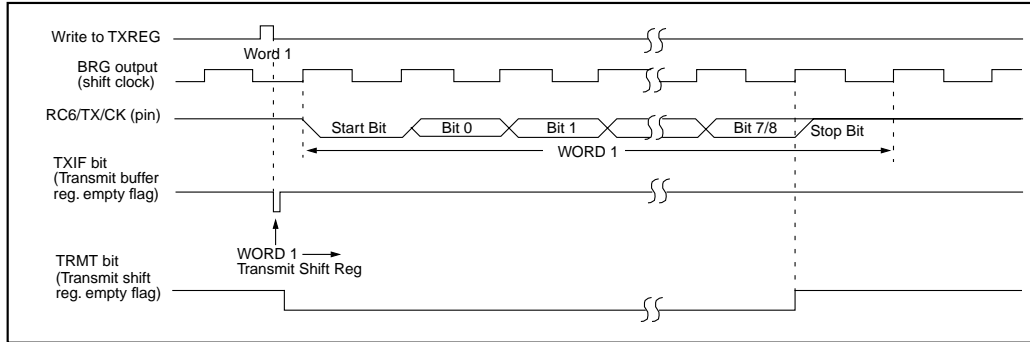 Write to TXREG
Word 1
BRG output
(shift clock)
RC6/TX/CK (pin)
Start Bit
Bit 0
Bit 1
Bit 7/8
Stop Bit
WORD 1
TXIF bit
(Transmit buffer
reg. empty flag)
WORD 1
Transmit Shift Reg
TRMT bit
(Transmit shift
reg. empty flag)